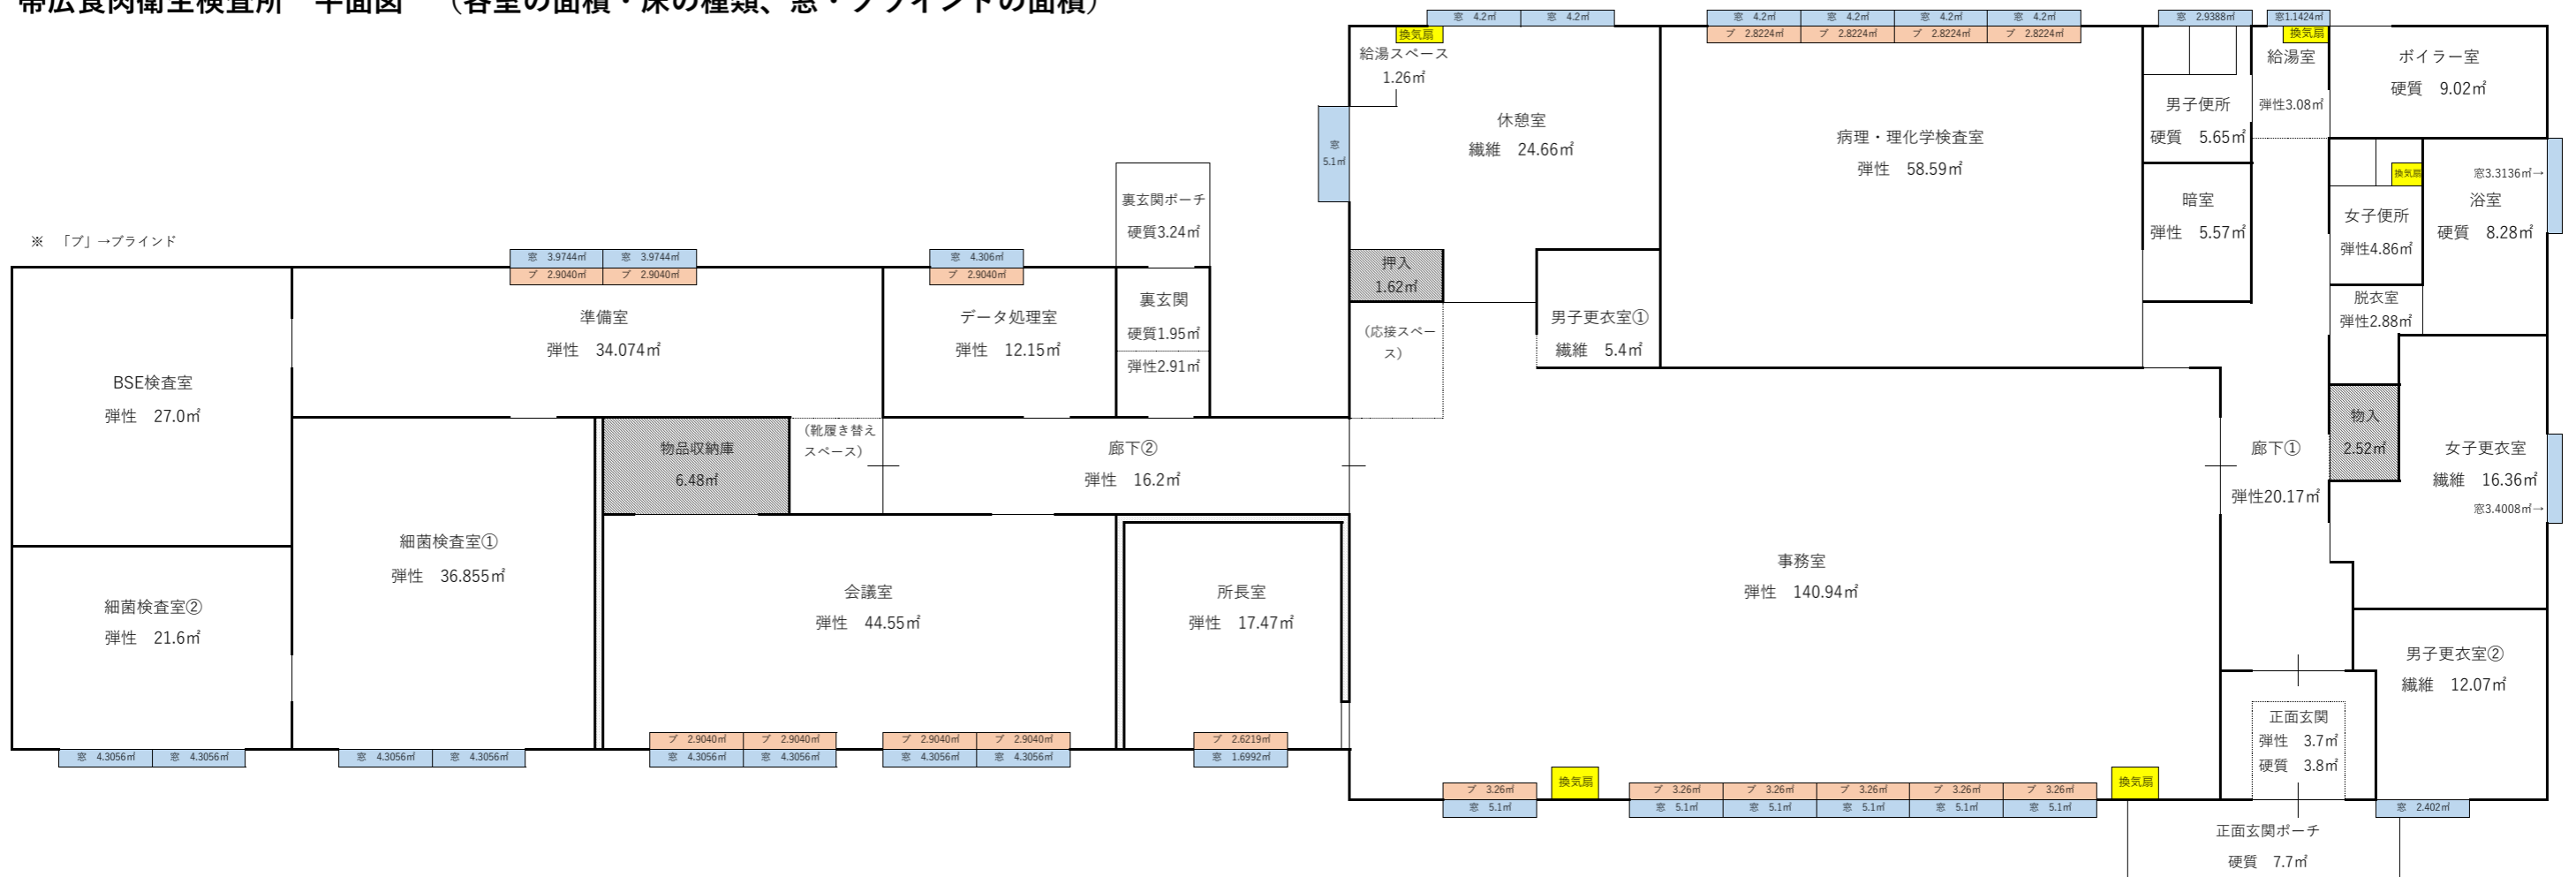 帯広食肉衛生検査所　平面図　（各室の面積・床の種類、窓・ブラインドの面積）
窓　4.2㎡
窓　4.2㎡
窓　4.2㎡
窓　4.2㎡
窓　4.2㎡
窓　4.2㎡
窓　2.9388㎡
窓1.1424㎡
換気扇
ブ　2.8224㎡
ブ　2.8224㎡
ブ　2.8224㎡
ブ　2.8224㎡
換気扇
給湯スペース
1.26㎡
給湯室
弾性3.08㎡
ボイラー室
硬質　9.02㎡
男子便所
硬質　5.65㎡
休憩室
繊維　24.66㎡
病理・理化学検査室
弾性　58.59㎡
窓
5.1㎡
換気扇
窓3.3136㎡→
裏玄関ポーチ
硬質3.24㎡
暗室
弾性　5.57㎡
女子便所
弾性4.86㎡
浴室
硬質　8.28㎡
※　「ブ」→ブラインド
窓　3.9744㎡
窓　3.9744㎡
ブ　2.9040㎡
ブ　2.9040㎡
窓　4.306㎡
ブ　2.9040㎡
押入
1.62㎡
裏玄関
硬質1.95㎡
弾性2.91㎡
脱衣室
弾性2.88㎡
準備室
弾性　34.074㎡
データ処理室
弾性　12.15㎡
（応接スペー
ス）
男子更衣室①
繊維　5.4㎡
BSE検査室
弾性　27.0㎡
物品収納庫
6.48㎡
（靴履き替え
スペース）
廊下②
弾性　16.2㎡
廊下①
弾性20.17㎡
物入
2.52㎡
女子更衣室
繊維　16.36㎡
窓3.4008㎡→
細菌検査室①
弾性　36.855㎡
細菌検査室②
弾性　21.6㎡
会議室
弾性　44.55㎡
所長室
弾性　17.47㎡
事務室
弾性　140.94㎡
男子更衣室②
繊維　12.07㎡
正面玄関
弾性　3.7㎡
硬質　3.8㎡
ブ　2.9040㎡
ブ　2.9040㎡
ブ　2.9040㎡
ブ　2.9040㎡
ブ　2.6219㎡
窓　4.3056㎡
窓　4.3056㎡
窓　4.3056㎡
窓　4.3056㎡
窓　4.3056㎡
窓　4.3056㎡
窓　4.3056㎡
窓　4.3056㎡
窓　1.6992㎡
換気扇
換気扇
ブ　3.26㎡
ブ　3.26㎡
ブ　3.26㎡
ブ　3.26㎡
ブ　3.26㎡
ブ　3.26㎡
窓　5.1㎡
窓　5.1㎡
窓　5.1㎡
窓　5.1㎡
窓　5.1㎡
窓　5.1㎡
窓　2.402㎡
正面玄関ポーチ
硬質　7.7㎡